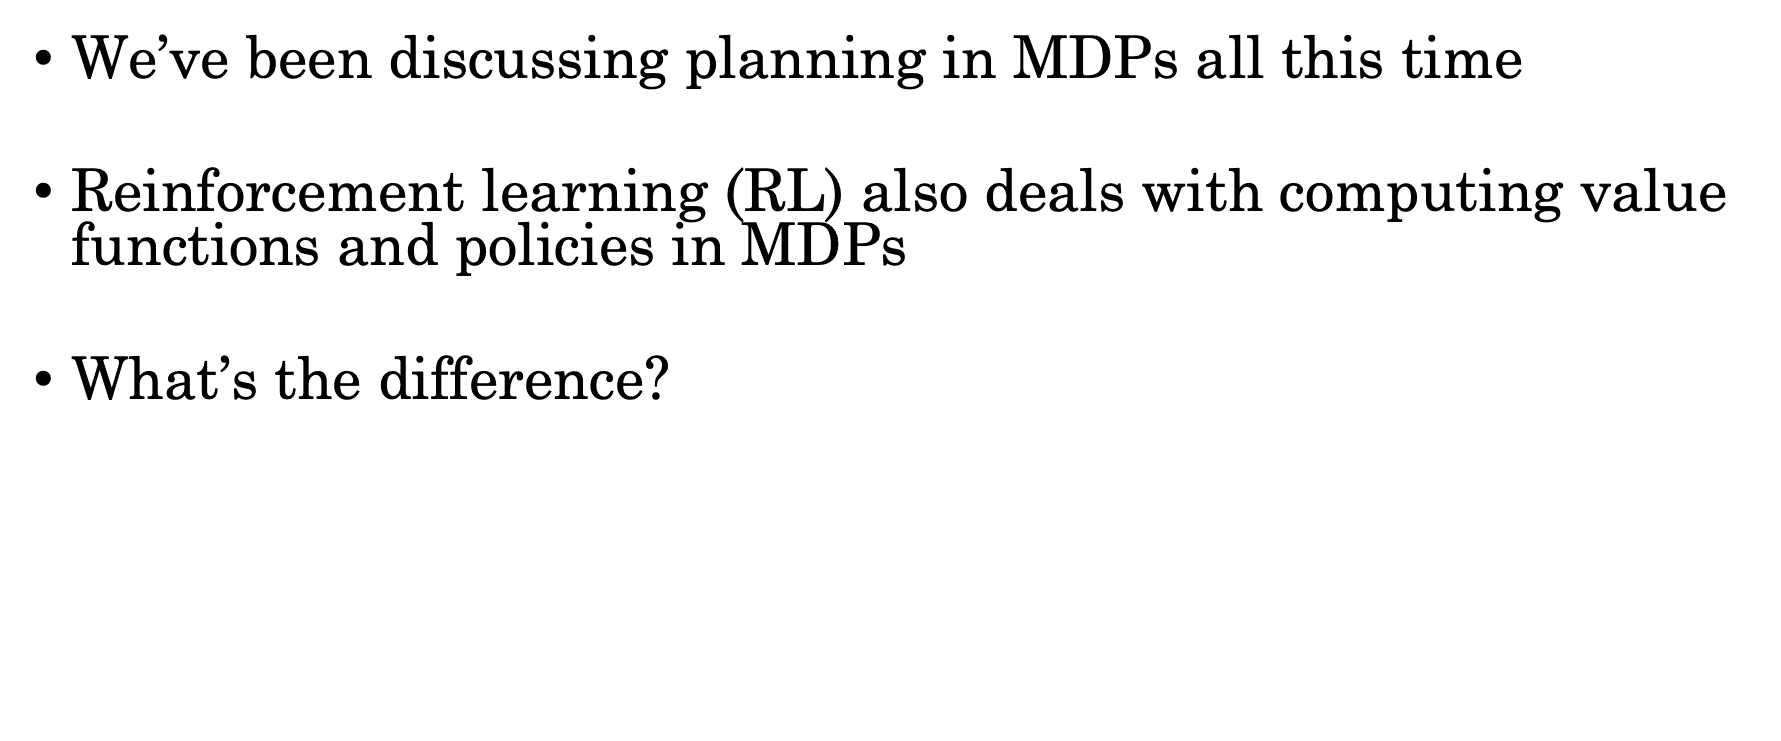 • We’ve been discussing planning in MDPs all this time
• Reinforcement learning (RL) also deals with computing value
functions and policies in MDPs
• What’s the difference?